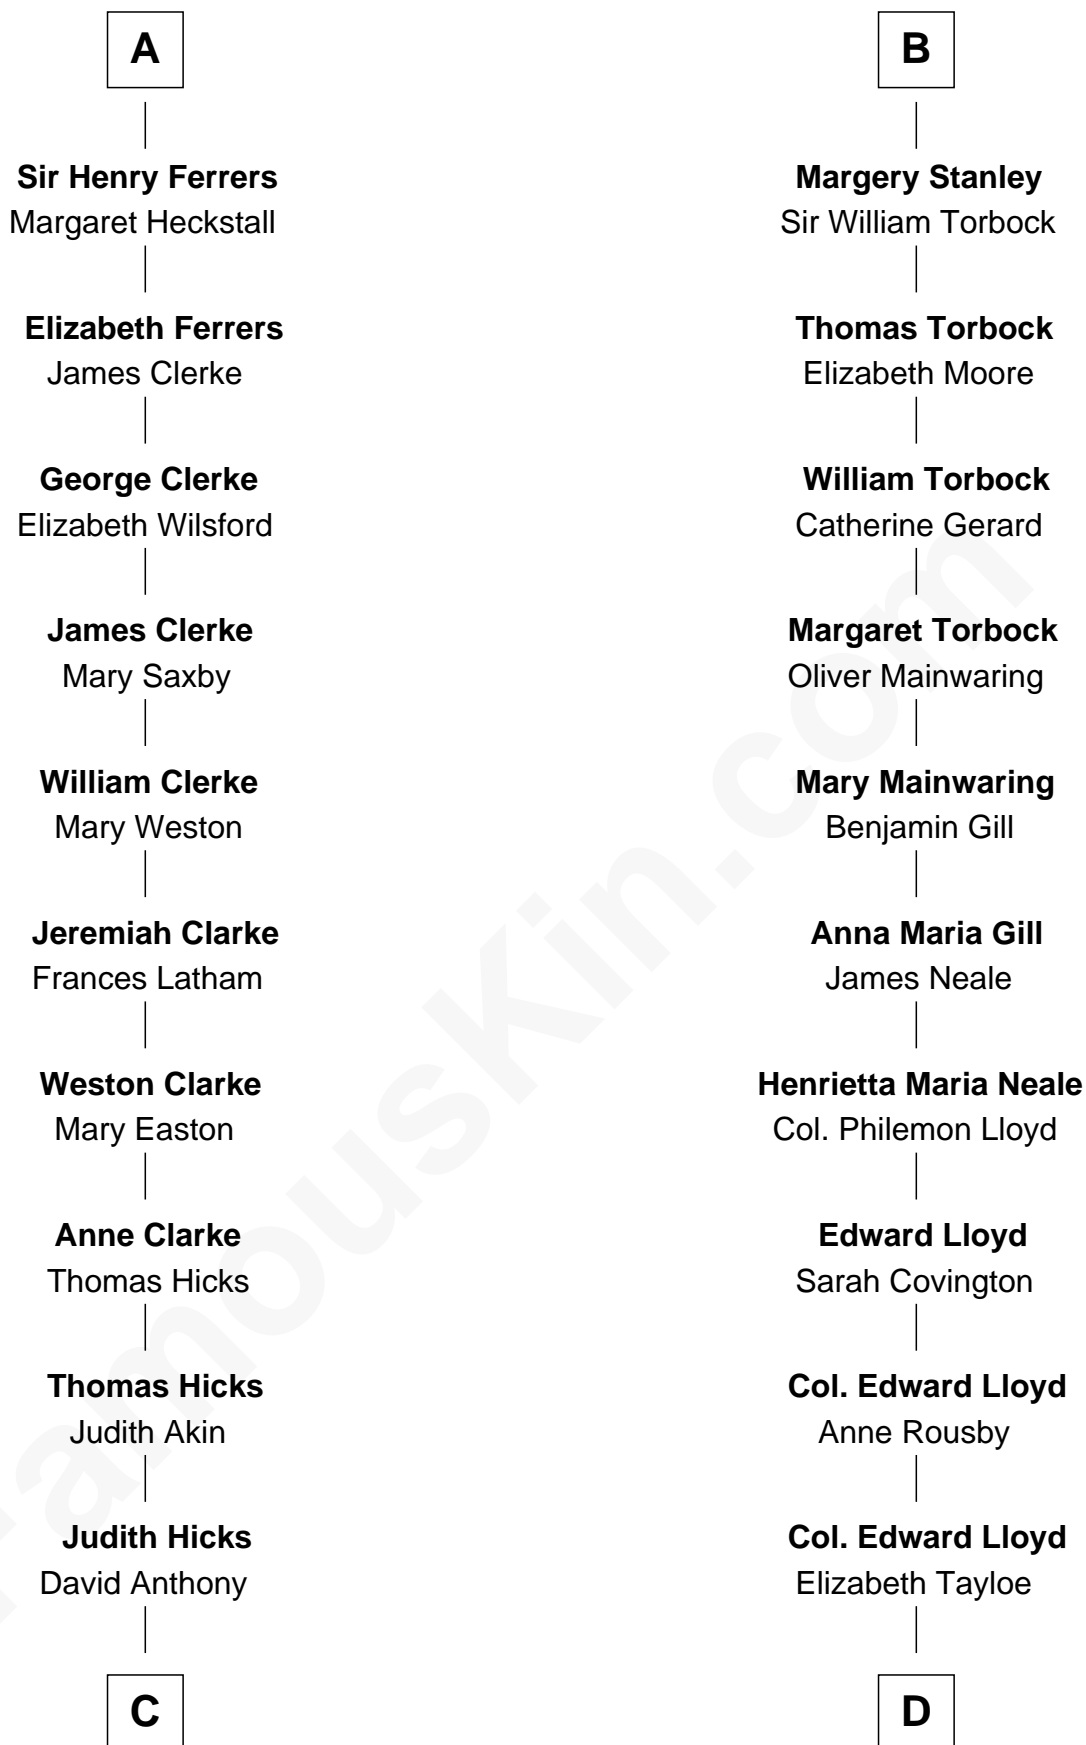 A
Sir Henry Ferrers
Margaret Heckstall
Elizabeth Ferrers
James Clerke
George Clerke
Elizabeth Wilsford
James Clerke
Mary Saxby
William Clerke
Mary Weston
Jeremiah Clarke
Frances Latham
Weston Clarke
Mary Easton
Anne Clarke
Thomas Hicks
Thomas Hicks
Judith Akin
Judith Hicks
David Anthony
C
B
Margery Stanley
Sir William Torbock
Thomas Torbock
Elizabeth Moore
William Torbock
Catherine Gerard
Margaret Torbock
Oliver Mainwaring
Mary Mainwaring
Benjamin Gill
Anna Maria Gill
James Neale
Henrietta Maria Neale
Col. Philemon Lloyd
Edward Lloyd
Sarah Covington
Col. Edward Lloyd
Anne Rousby
Col. Edward Lloyd
Elizabeth Tayloe
D
FamousKin.com